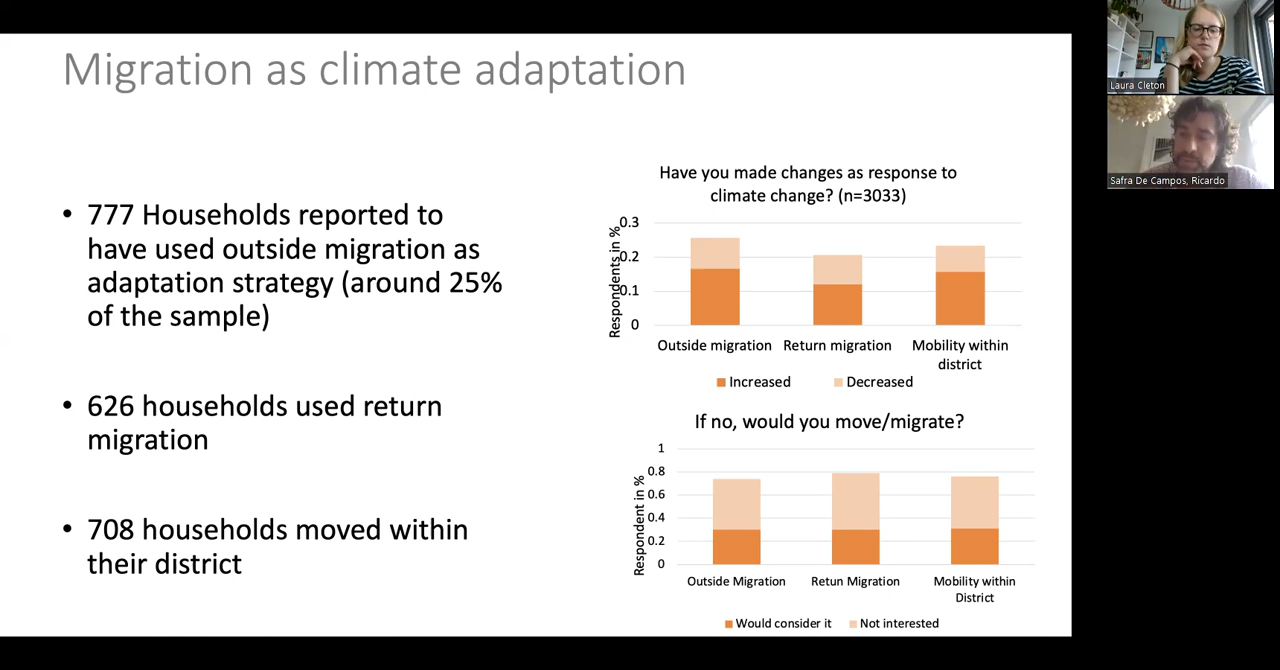 Migration as climate adaptation
• 777 Households reported to
have used outside migration as
adaptation strategy (around 25%
of the sample)
• 626 households used return
migration
• 708 households moved within
their district
Have you made changes as response to
climate change? (n=3033)
Respondents in %
0.3
0.2
0.1
0
Outside migration
Return migration
Mobility within
district
Increased
Decreased
If no, would you move/migrate?
Respondent in %
1
0.8
0.6
0.4
0.2
0
Outside Migration
Retun Migration
Mobility within
District
Would consider it
Not interested
Laura Cleton
Safra De Campos, Ricardo